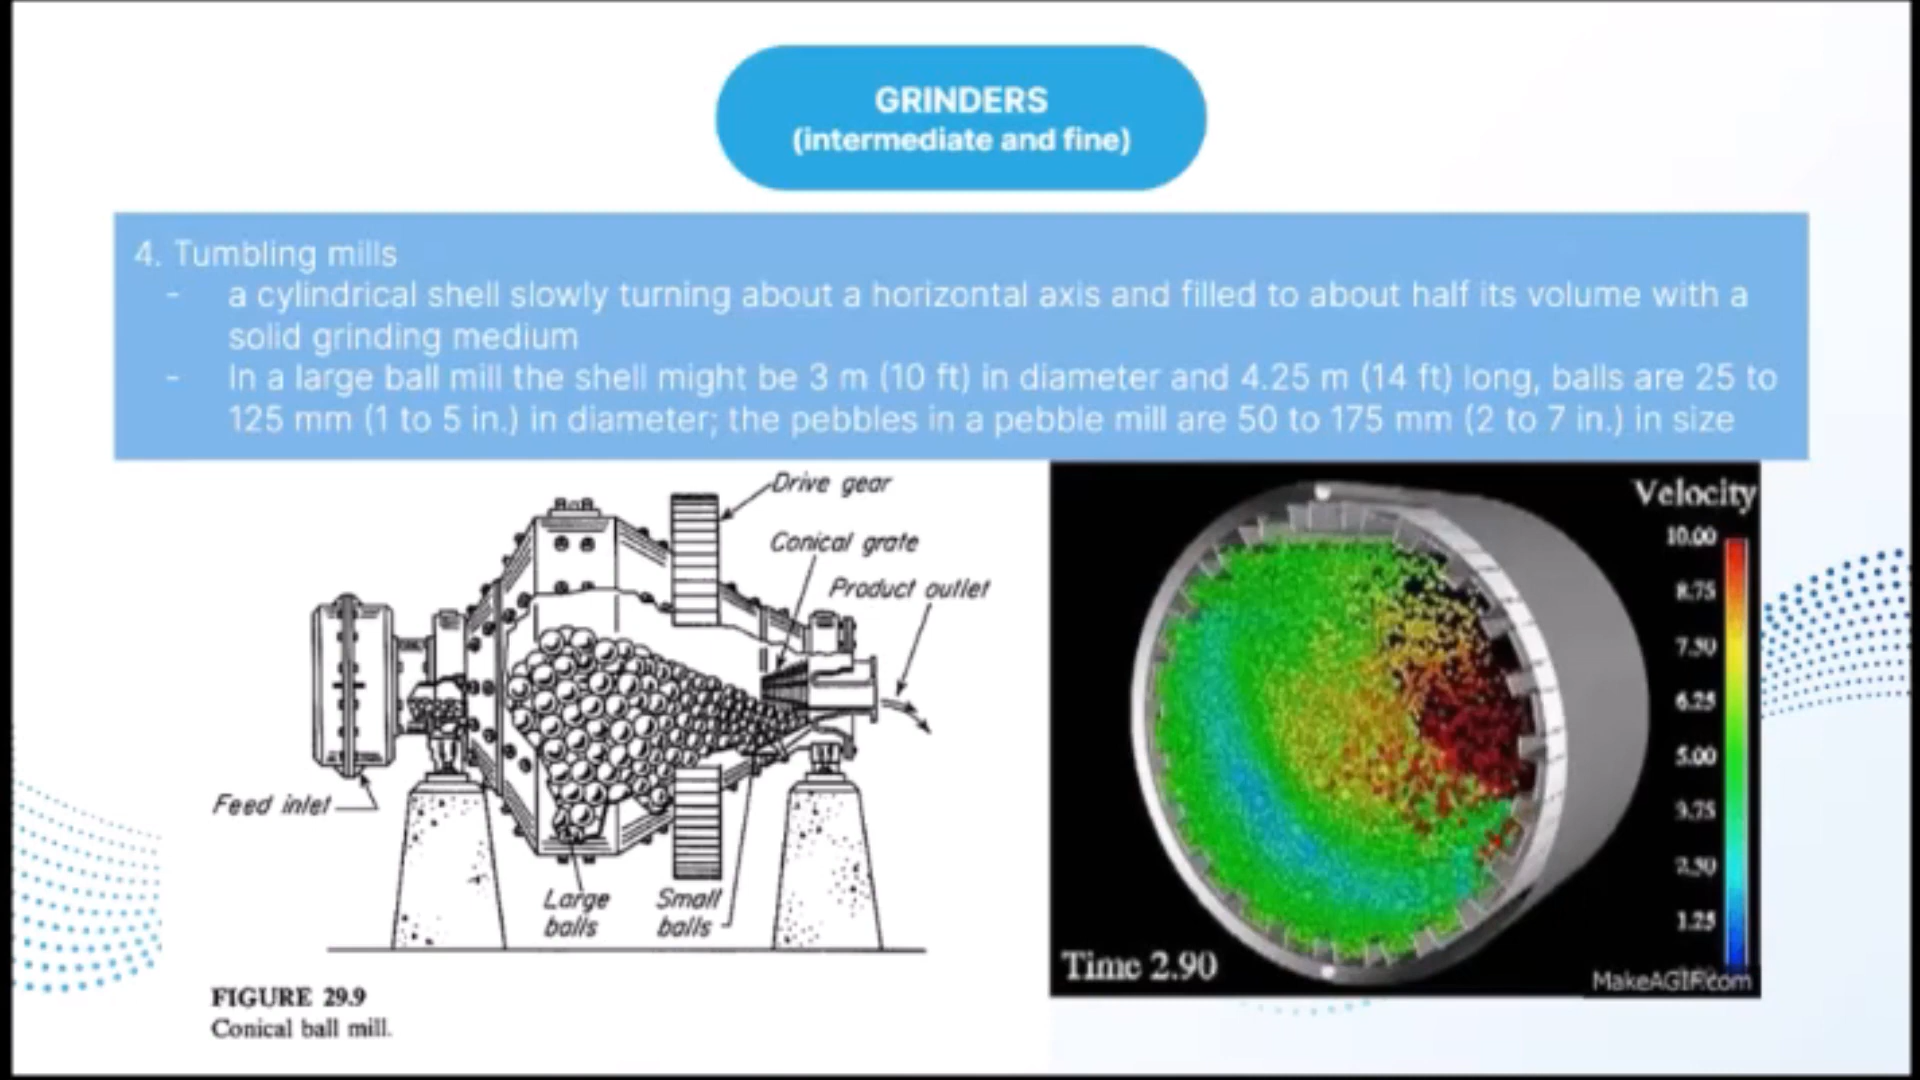 GRINDERS
(intermediate and fine)
4. Tumbling mills
- a cylindrical shell slowly turning about a horizontal axis and filled to about half its volume with a
solid grinding medium
- In a large ball mill the shell might be 3 m (10 ft) in diameter and 4.25 m (14 ft) long, balls are 25 to
125 mm (1 to 5 in.) in diameter; the pebbles in a pebble mill are 50 to 175 mm (2 to 7 in.) in size
Drive gear
Conical grate
Product outlet
Feed inlet
Large
balls
Small
balls
FIGURE 29.9
Conical ball mill.
Velocity
10.00
8.75
7.50
6.25
5.00
3.75
2.50
1.25
Time 2.90
MakeAGIF.com